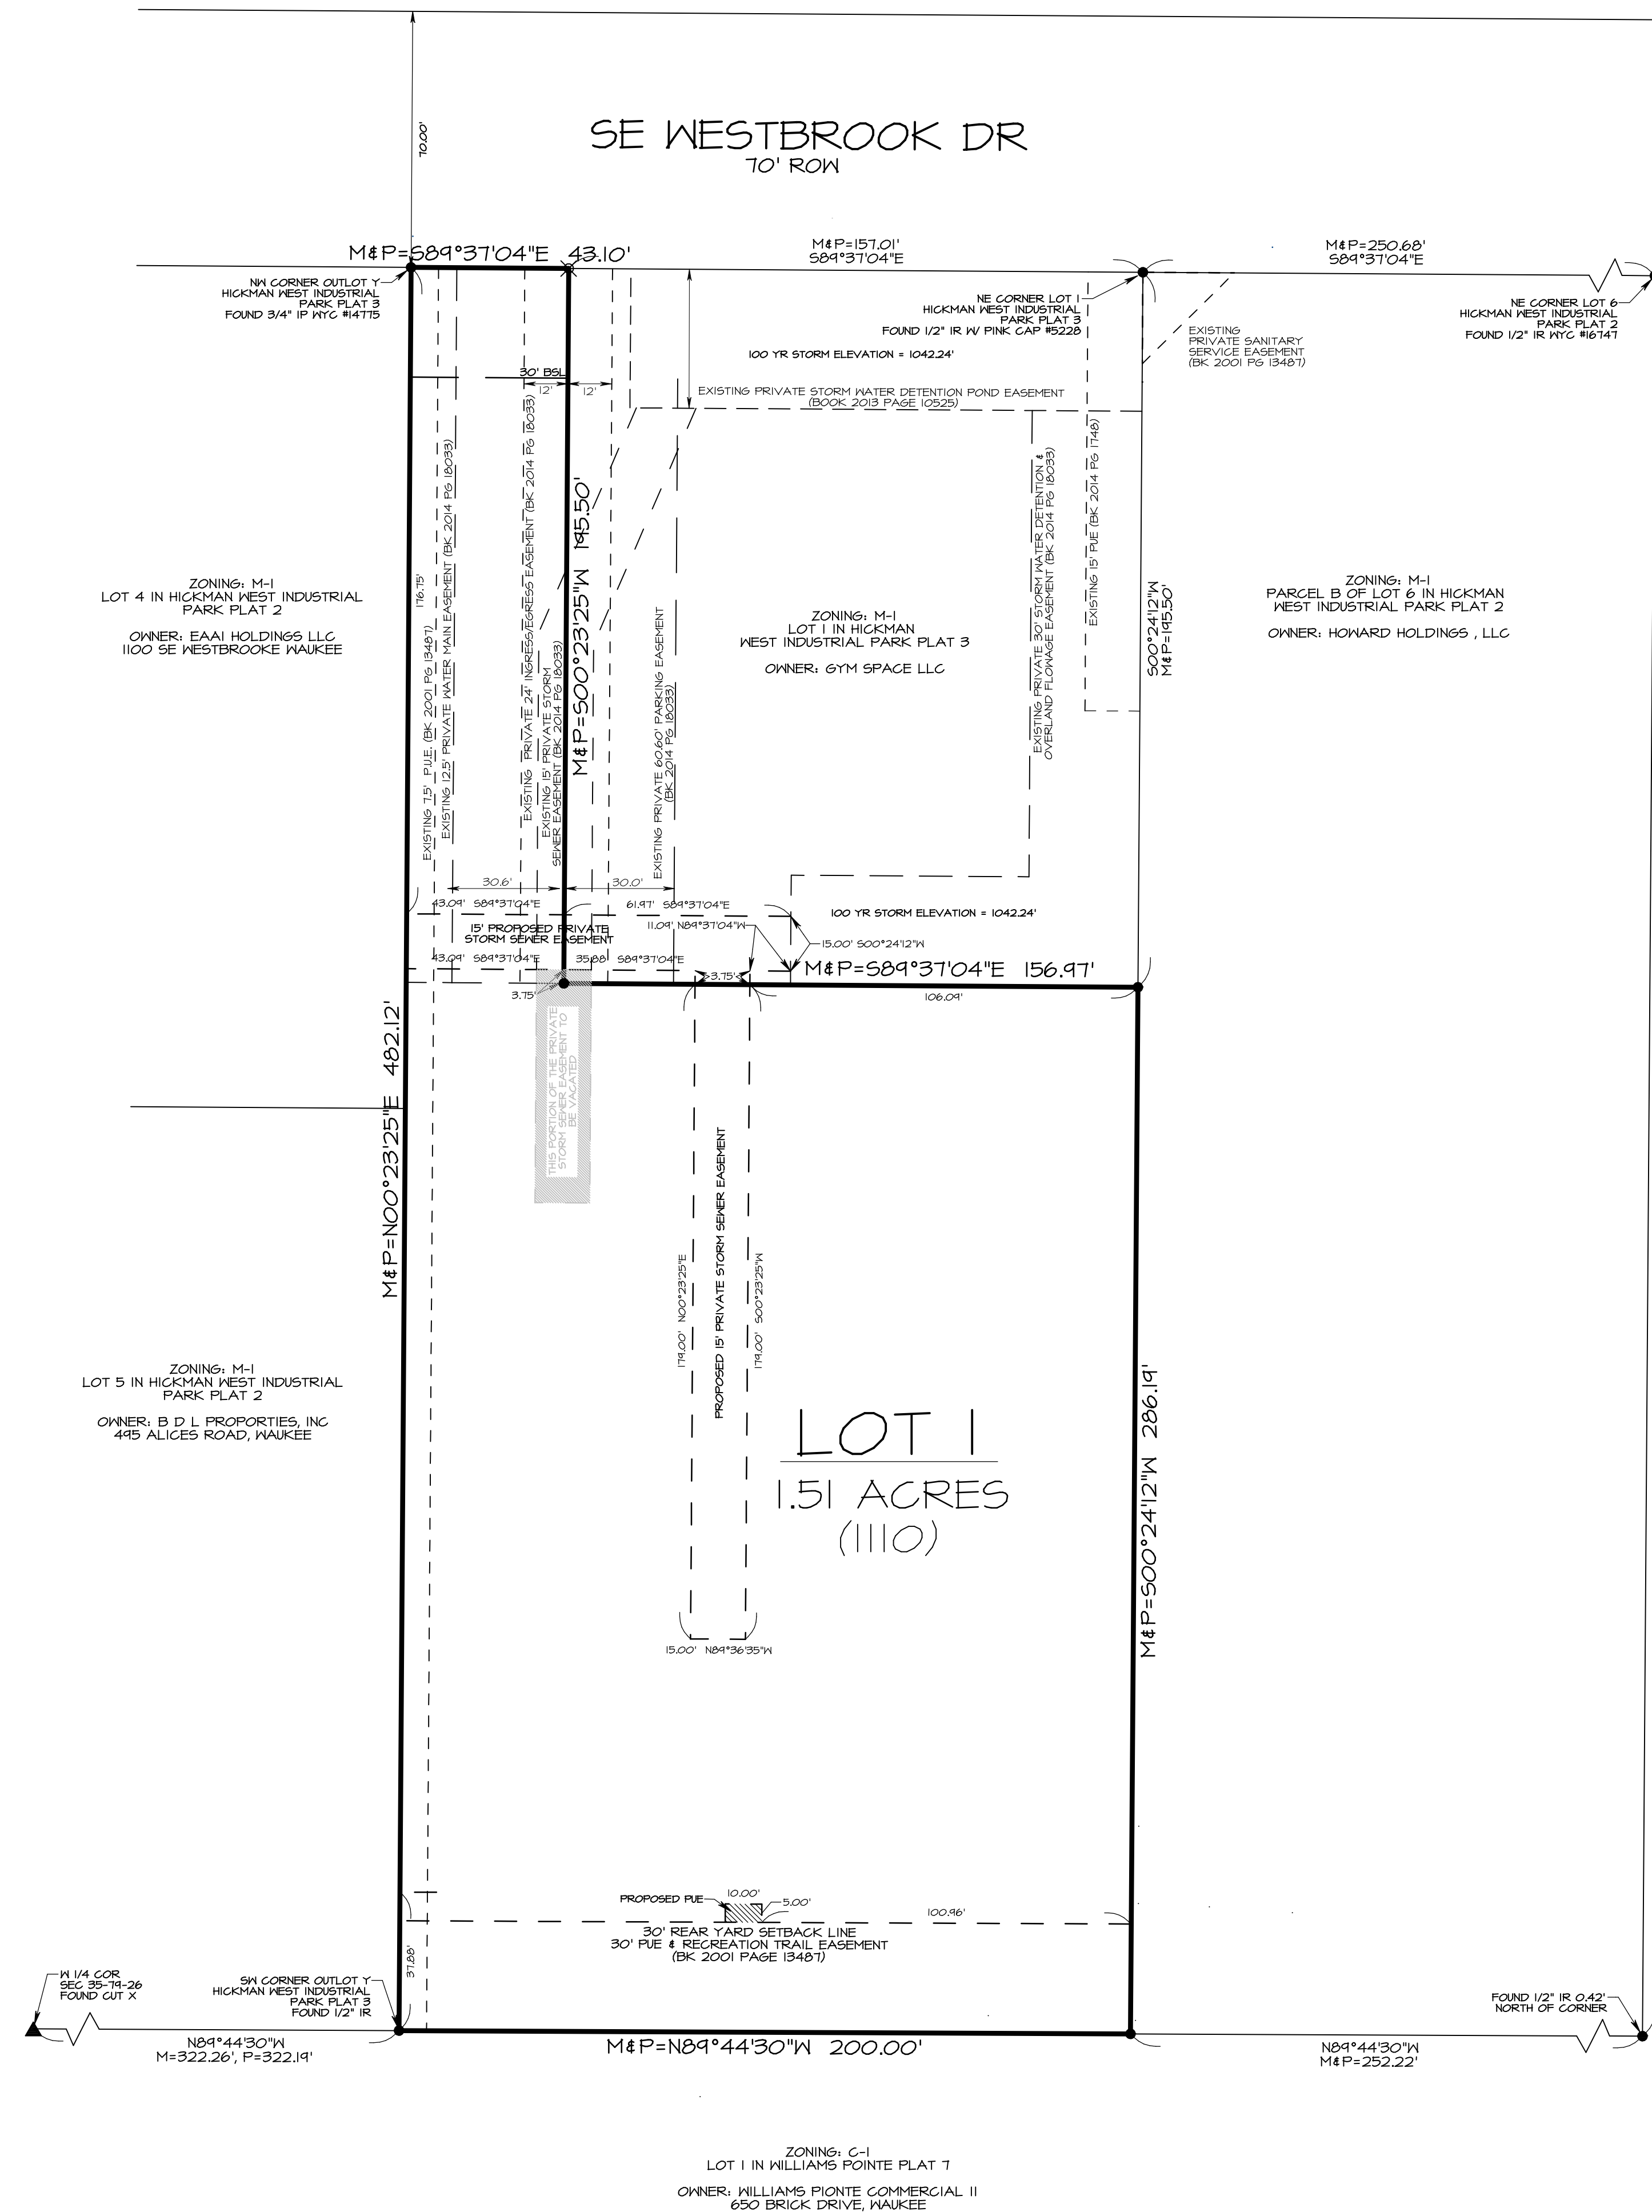 70.00'
SE WESTBROOK DR
70' ROW
M&P=S89°37'04"E 43.10'
M&P=157.01'
S89°37'04"E
M&P=250.68'
S89°37'04"E
NW CORNER OUTLOT Y
HICKMAN WEST INDUSTRIAL
PARK PLAT 3
FOUND 3/4" IP WYC #14775
NE CORNER LOT 1
HICKMAN WEST INDUSTRIAL
PARK PLAT 3
FOUND 1/2" IR W/ PINK CAP #5228
NE CORNER LOT 6
HICKMAN WEST INDUSTRIAL
PARK PLAT 2
FOUND 1/2" IR WYC #16747
EXISTING
PRIVATE SANITARY
SERVICE EASEMENT
(BK 2001 PG 13487)
100 YR STORM ELEVATION = 1042.24'
30' BSL
12'
12'
EXISTING PRIVATE STORM WATER DETENTION POND EASEMENT
(BOOK 2013 PAGE 10525)
176.75'
EXISTING 7.5' P.U.E. (BK 2001 PG 13487)
EXISTING 12.5' PRIVATE WATER MAIN EASEMENT (BK 2014 PG 18033)
EXISTING PRIVATE 24' INGRESS/EGRESS EASEMENT (BK 2014 PG 18033)
EXISTING 15' PRIVATE STORM
SEWER EASEMENT (BK 2014 PG 18033)
M&P=S00°23'25"W 195.50'
EXISTING PRIVATE 60.60' PARKING EASEMENT
(BK 2014 PG 18033)
EXISTING PRIVATE 30' STORM WATER DETENTION &
OVERLAND FLOWAGE EASEMENT (BK 2014 PG 18033)
EXISTING 15' PUE (BK 2014 PG 1748)
S00°24'12"W
M&P=195.50'
ZONING: M-1
LOT 4 IN HICKMAN WEST INDUSTRIAL
PARK PLAT 2
OWNER: EAAI HOLDINGS LLC
1100 SE WESTBROOKE WAUKEE
ZONING: M-1
LOT 1 IN HICKMAN
WEST INDUSTRIAL PARK PLAT 3
OWNER: GYM SPACE LLC
ZONING: M-1
PARCEL B OF LOT 6 IN HICKMAN
WEST INDUSTRIAL PARK PLAT 2
OWNER: HOWARD HOLDINGS , LLC
30.6'
30.0'
43.09' S89°37'04"E
61.97' S89°37'04"E
100 YR STORM ELEVATION = 1042.24'
11.09' N89°37'04"W
15' PROPOSED PRIVATE
STORM SEWER EASEMENT
15.00' S00°24'12"W
43.09' S89°37'04"E
35.88' S89°37'04"E
M&P=S89°37'04"E 156.97'
3.75'
3.75'
106.09'
THIS PORTION OF THE PRIVATE
STORM SEWER EASEMENT TO
BE VACATED
M&P=N00°23'25"E 482.12'
179.00' N00°23'25"E
PROPOSED 15' PRIVATE STORM SEWER EASEMENT
179.00' S00°23'25"W
M&P=S00°24'12"W 286.19'
ZONING: M-1
LOT 5 IN HICKMAN WEST INDUSTRIAL
PARK PLAT 2
OWNER: B D L PROPORTIES, INC
495 ALICES ROAD, WAUKEE
LOT 1
1.51 ACRES
(1110)
15.00' N89°36'35"W
PROPOSED PUE
10.00'
5.00'
100.96'
30' REAR YARD SETBACK LINE
30' PUE & RECREATION TRAIL EASEMENT
(BK 2001 PAGE 13487)
37.88'
W 1/4 COR
SEC 35-79-26
FOUND CUT X
SW CORNER OUTLOT Y
HICKMAN WEST INDUSTRIAL
PARK PLAT 3
FOUND 1/2" IR
FOUND 1/2" IR 0.42'
NORTH OF CORNER
N89°44'30"W
M=322.26', P=322.19'
M&P=N89°44'30"W 200.00'
N89°44'30"W
M&P=252.22'
ZONING: C-1
LOT 1 IN WILLIAMS POINTE PLAT 7
OWNER: WILLIAMS PIONTE COMMERCIAL II
650 BRICK DRIVE, WAUKEE